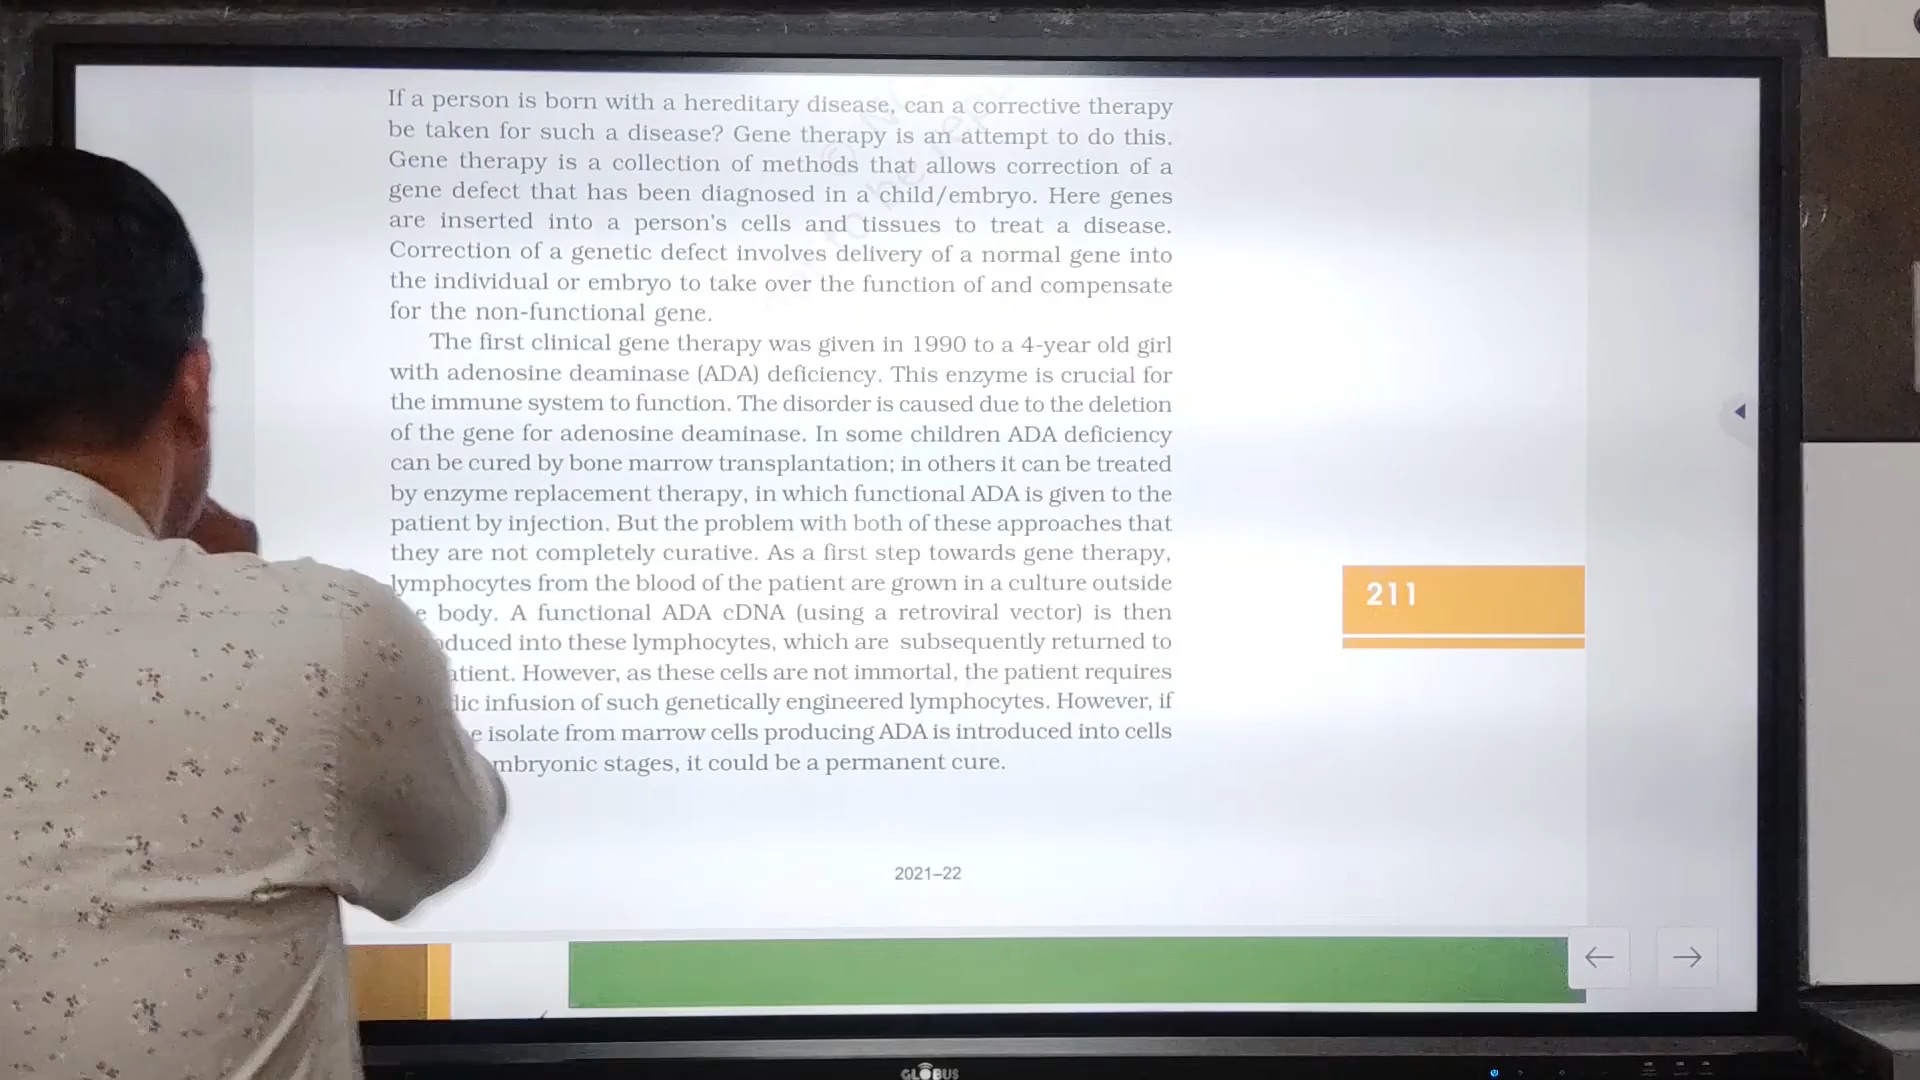 If a person is born with a hereditary disease, can a corrective therapy
be taken for such a disease? Gene therapy is an attempt to do this.
Gene therapy is a collection of methods that allows correction of a
gene defect that has been diagnosed in a child/embryo. Here genes
are inserted into a person's cells and tissues to treat a disease.
Correction of a genetic defect involves delivery of a normal gene into
the individual or embryo to take over the function of and compensate
for the non-functional gene.
The first clinical gene therapy was given in 1990 to a 4-year old girl
with adenosine deaminase (ADA) deficiency. This enzyme is crucial for
the immune system to function. The disorder is caused due to the deletion
of the gene for adenosine deaminase. In some children ADA deficiency
can be cured by bone marrow transplantation; in others it can be treated
by enzyme replacement therapy, in which functional ADA is given to the
patient by injection. But the problem with both of these approaches that
they are not completely curative. As a first step towards gene therapy,
lymphocytes from the blood of the patient are grown in a culture outside
body. A functional ADA cDNA (using a retroviral vector) is then
duced into these lymphocytes, which are subsequently returned to
atient. However, as these cells are not immortal, the patient requires
dic infusion of such genetically engineered lymphocytes. However, if
e isolate from marrow cells producing ADA is introduced into cells
mbryonic stages, it could be a permanent cure.
211
2021–22
GLOBUS